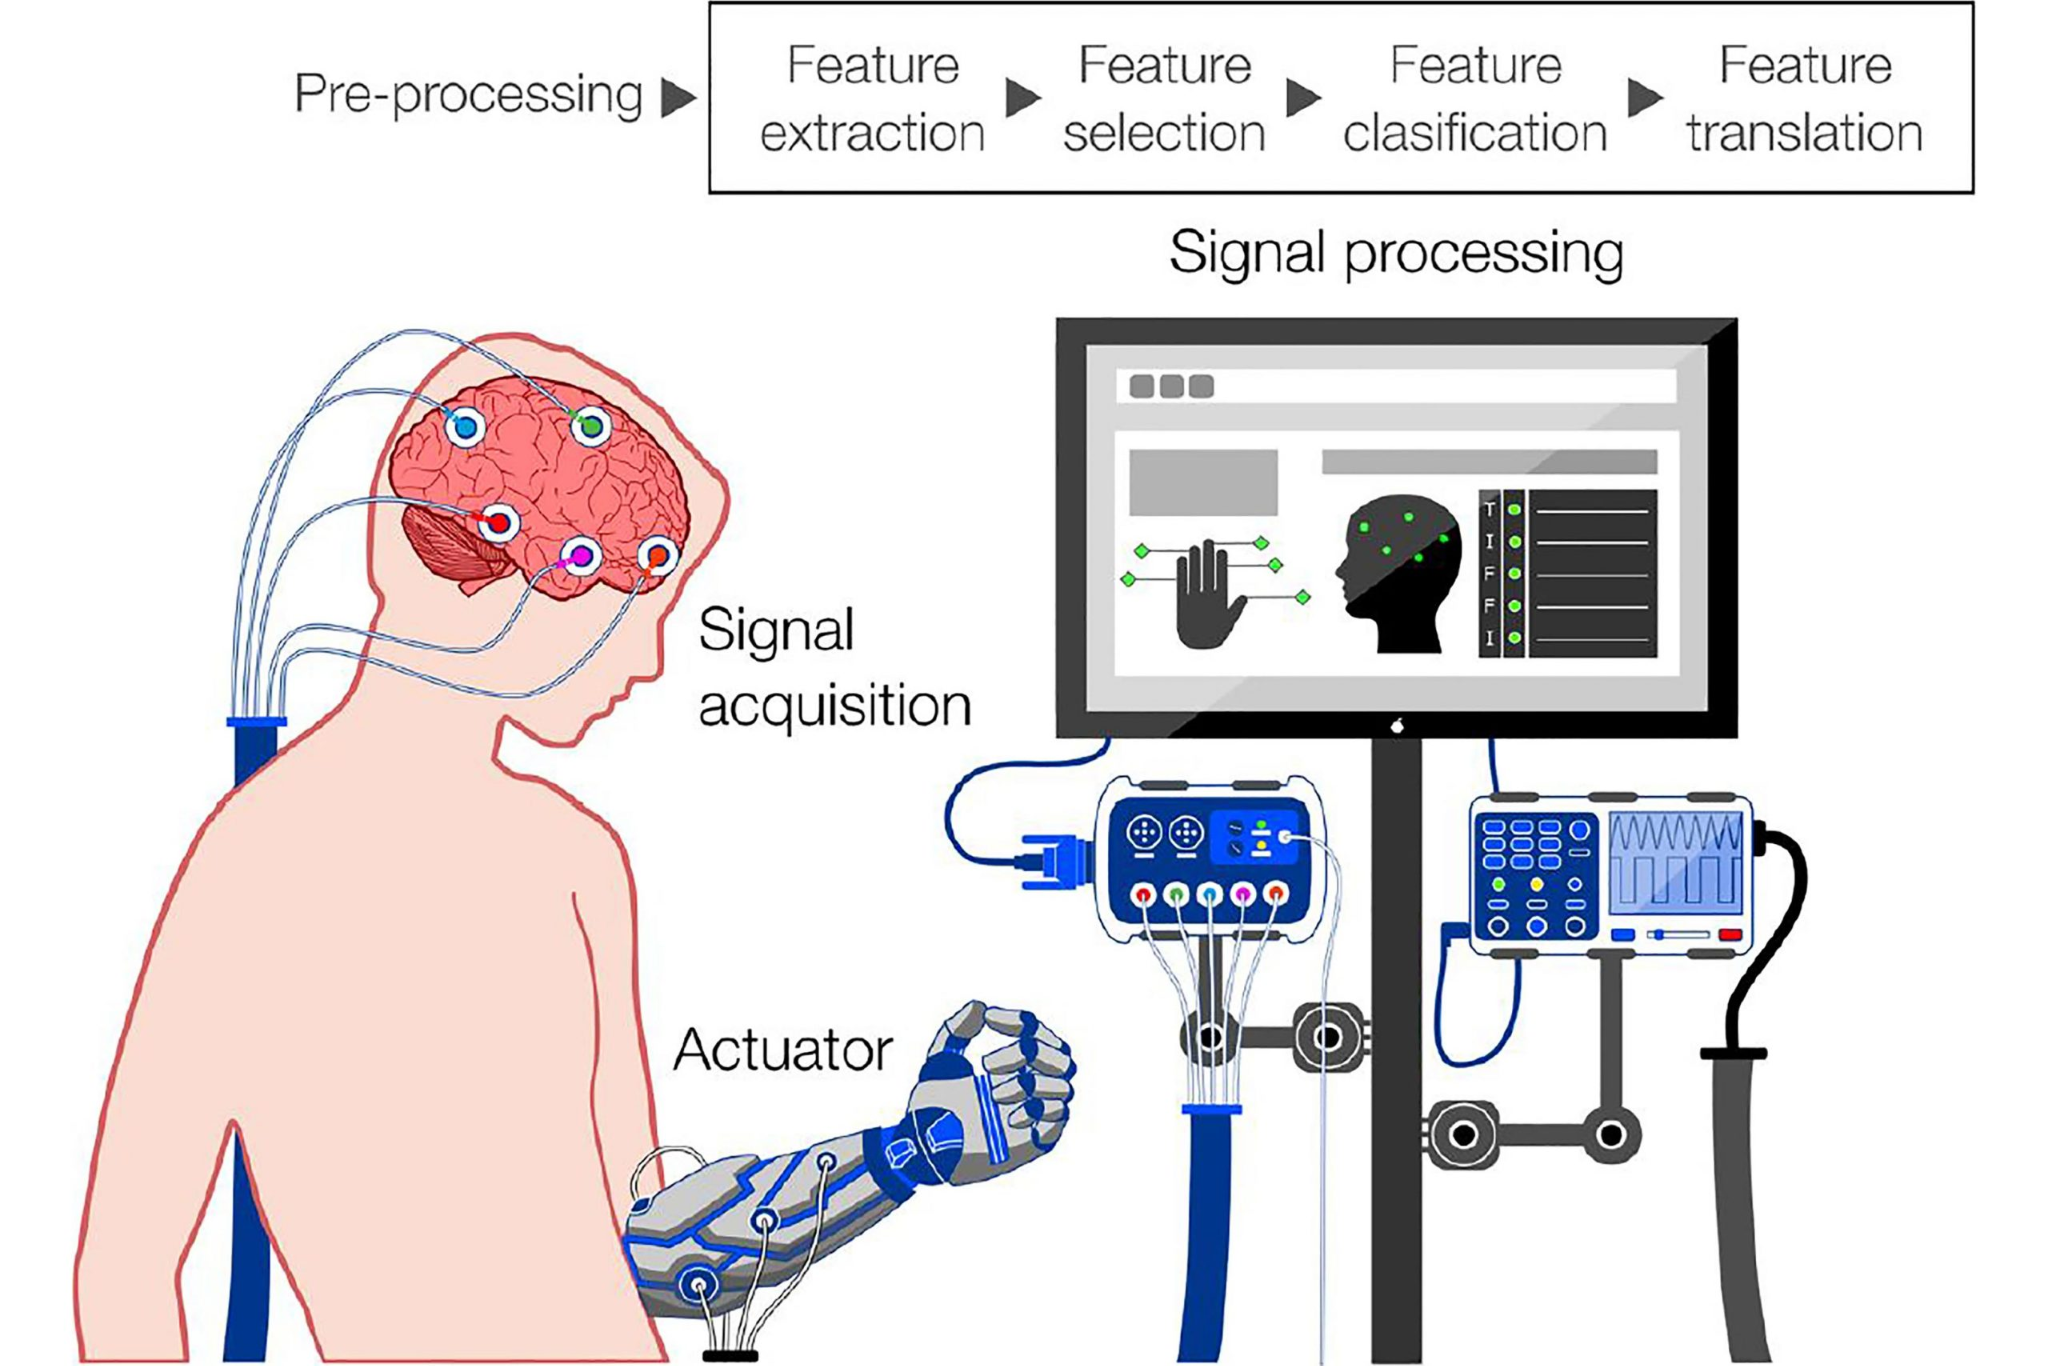 Pre-processing
Feature
extraction
Feature
selection
Feature
clasification
Feature
translation
Signal processing
Signal
acquisition
T
I
F
F
I
Actuator